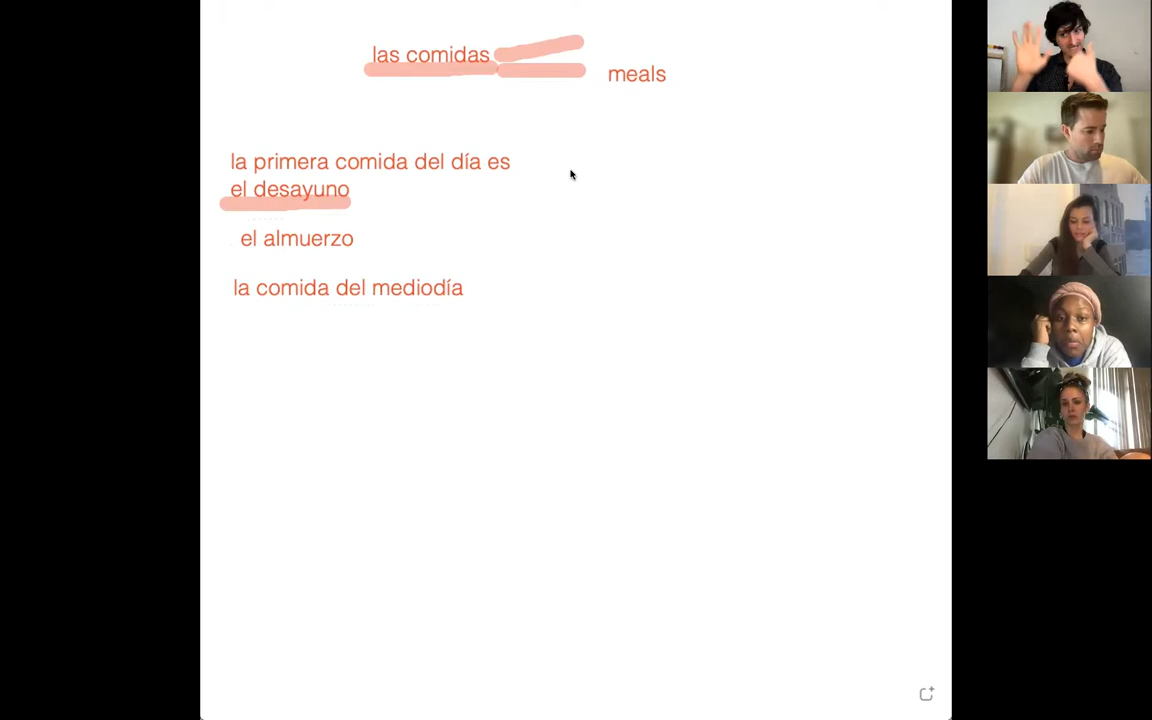 las comidas
meals
la primera comida del día es
el desayuno
el almuerzo
la comida del mediodía